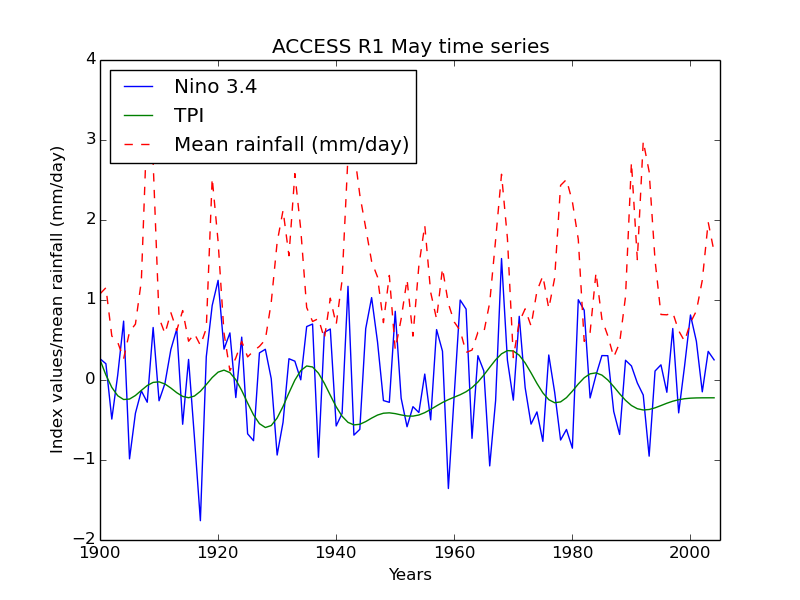 ACCESS R1 May time series
Nino 3.4
TPI
Mean rainfall (mm/day)
Index values/mean rainfall (mm/day)
4
3
2
1
0
−1
−2
1900 1920 1940 1960 1980 2000
Years